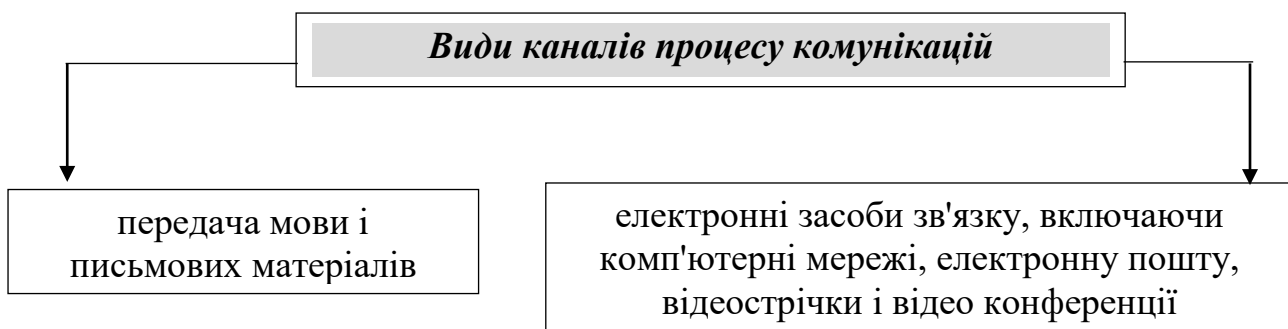 Види каналів процесу комунікацій
передача мови і
письмових матеріалів
електронні засоби зв'язку, включаючи
комп'ютерні мережі, електронну пошту,
відеострічки і відео конференції